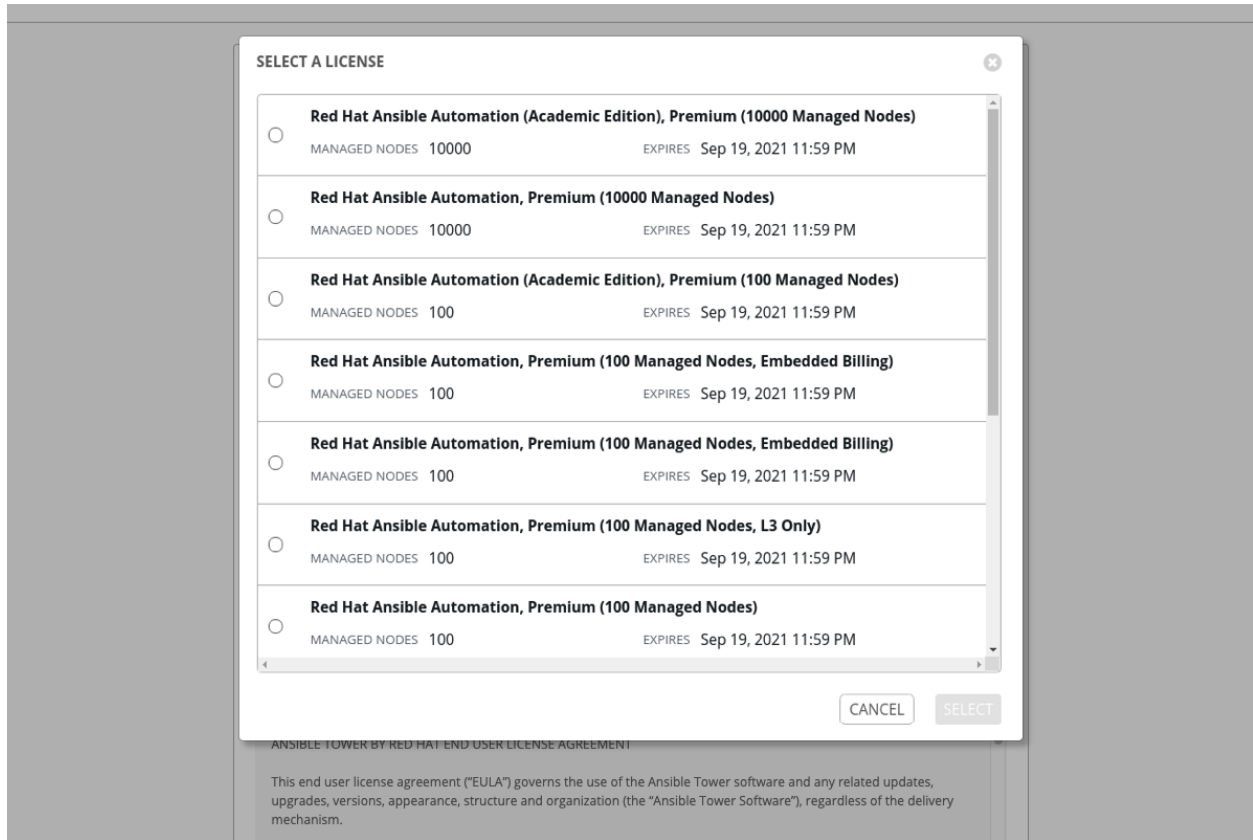 SELECT A LICENSE
Red Hat Ansible Automation (Academic Edition), Premium (10000 Managed Nodes)
MANAGED NODES 10000 EXPIRES Sep 19, 2021 11:59 PM
Red Hat Ansible Automation, Premium (10000 Managed Nodes)
MANAGED NODES 10000 EXPIRES Sep 19, 2021 11:59 PM
Red Hat Ansible Automation (Academic Edition), Premium (100 Managed Nodes)
MANAGED NODES 100 EXPIRES Sep 19, 2021 11:59 PM
Red Hat Ansible Automation, Premium (100 Managed Nodes, Embedded Billing)
MANAGED NODES 100 EXPIRES Sep 19, 2021 11:59 PM
Red Hat Ansible Automation, Premium (100 Managed Nodes, Embedded Billing)
MANAGED NODES 100 EXPIRES Sep 19, 2021 11:59 PM
Red Hat Ansible Automation, Premium (100 Managed Nodes, L3 Only)
MANAGED NODES 100 EXPIRES Sep 19, 2021 11:59 PM
Red Hat Ansible Automation, Premium (100 Managed Nodes)
MANAGED NODES 100 EXPIRES Sep 19, 2021 11:59 PM
CANCEL SELECT
ANSIBLE TOWER BY RED HAT END USER LICENSE AGREEMENT
This end user license agreement (“EULA”) governs the use of the Ansible Tower software and any related updates,
upgrades, versions, appearance, structure and organization (the “Ansible Tower Software”), regardless of the delivery
mechanism.